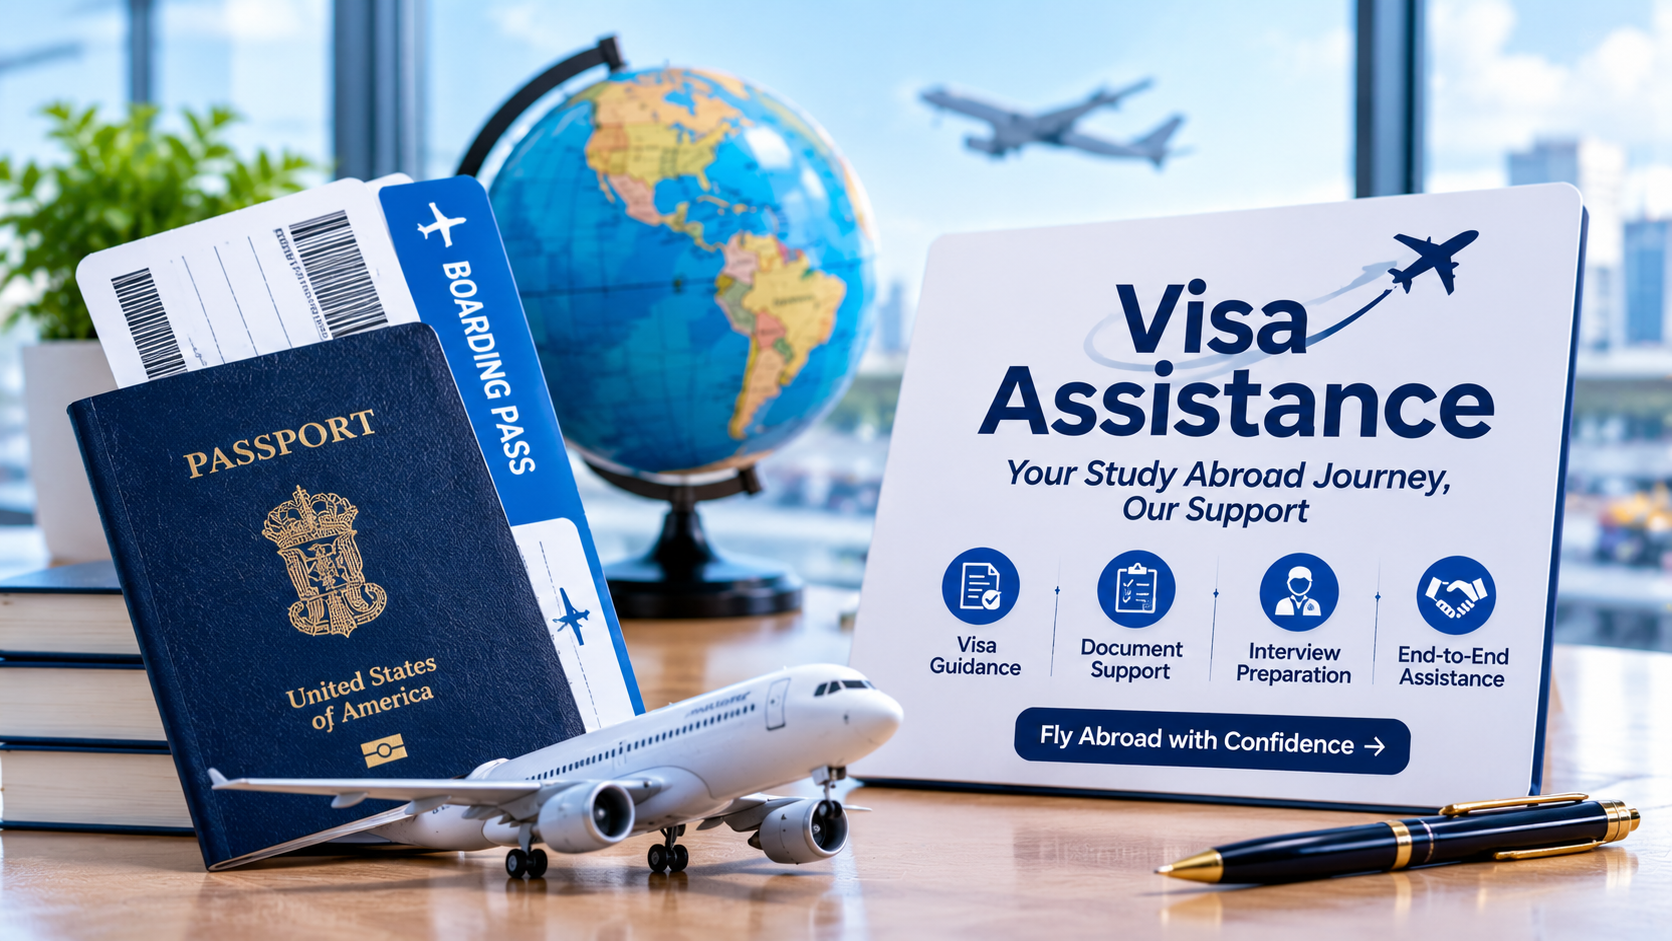 BOARDING PASS
PASSPORT
United States
of America
Visa
Assistance
Your Study Abroad Journey,
Our Support
Visa
Guidance
Document
Support
Interview
Preparation
End-to-End
Assistance
Fly Abroad with Confidence →